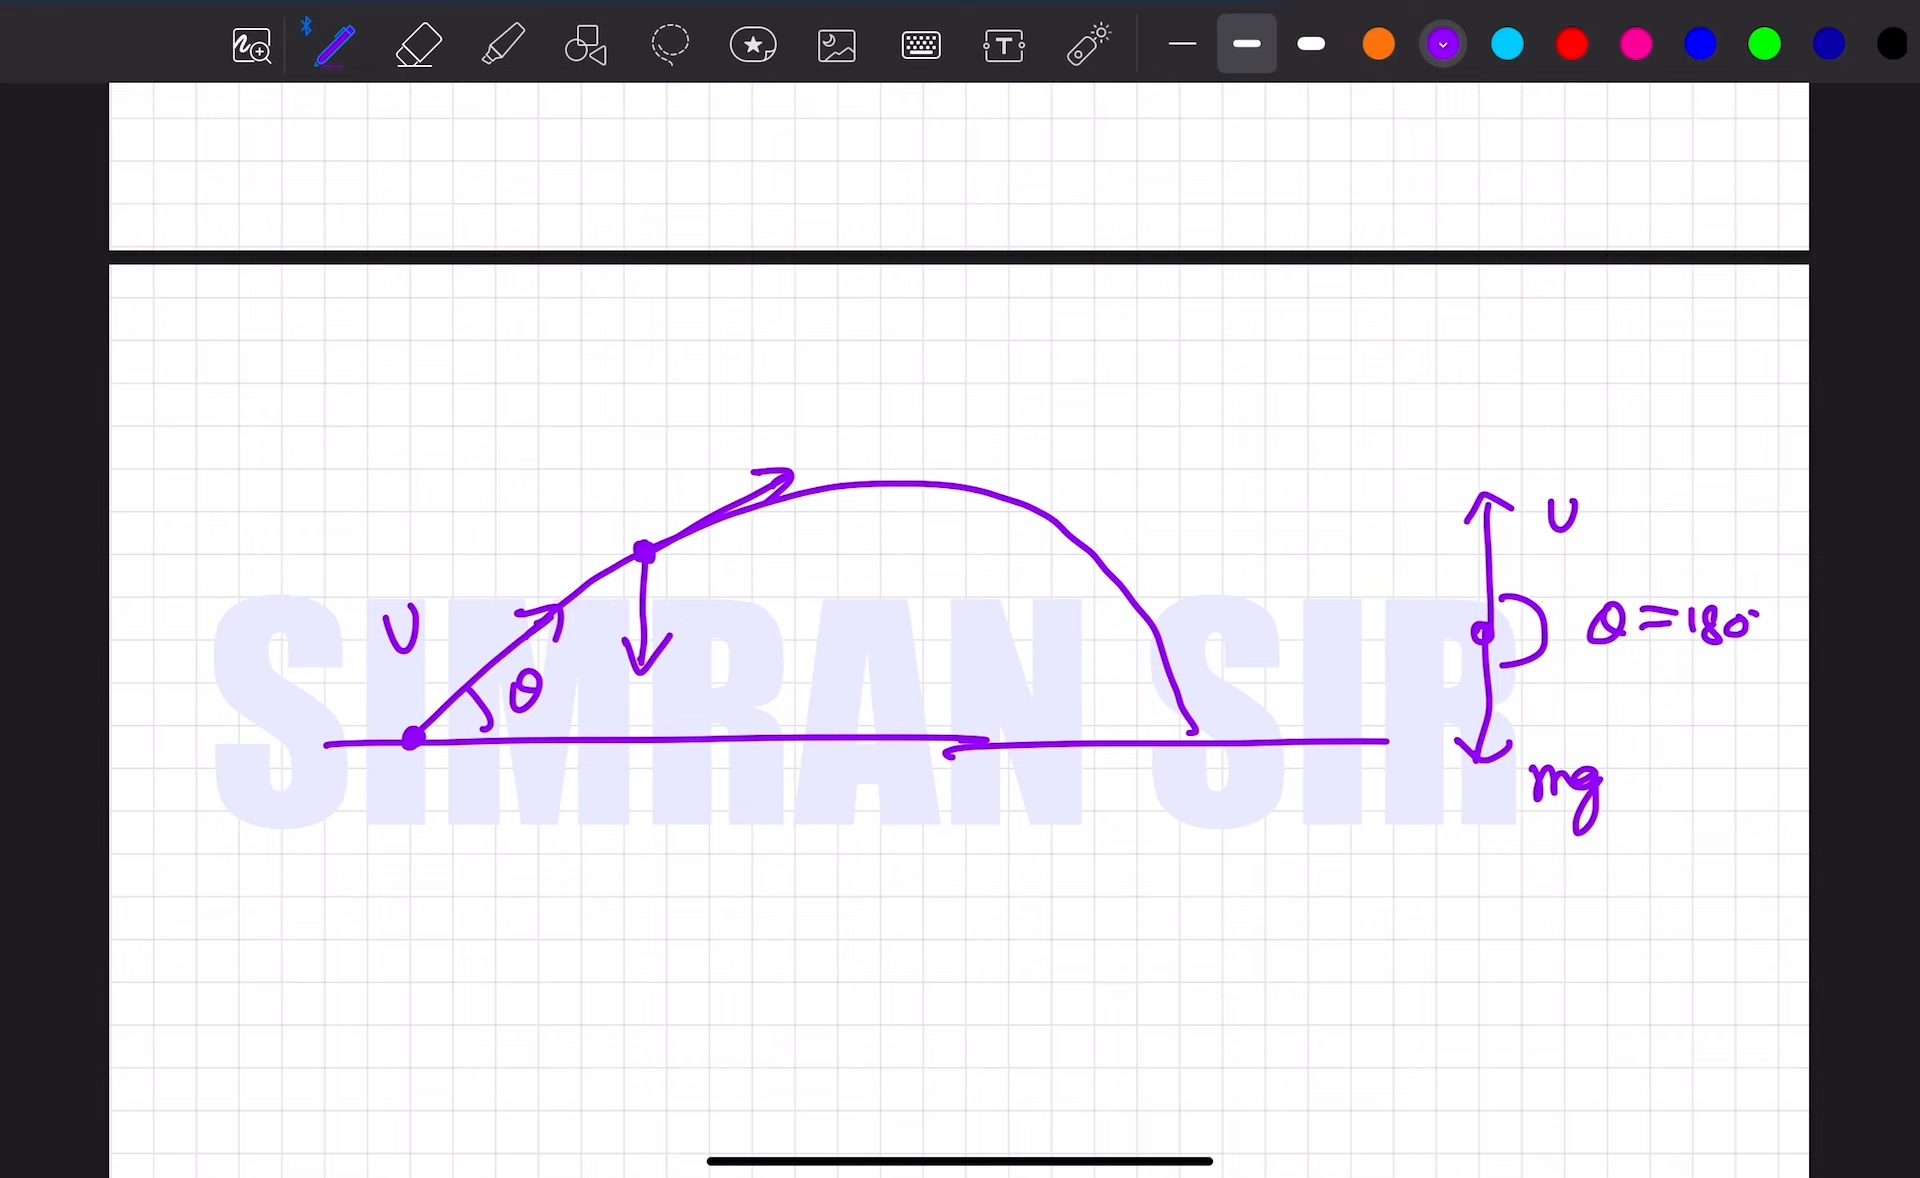 U
θ
U
θ = 180°
mg
SIMRAN SIR